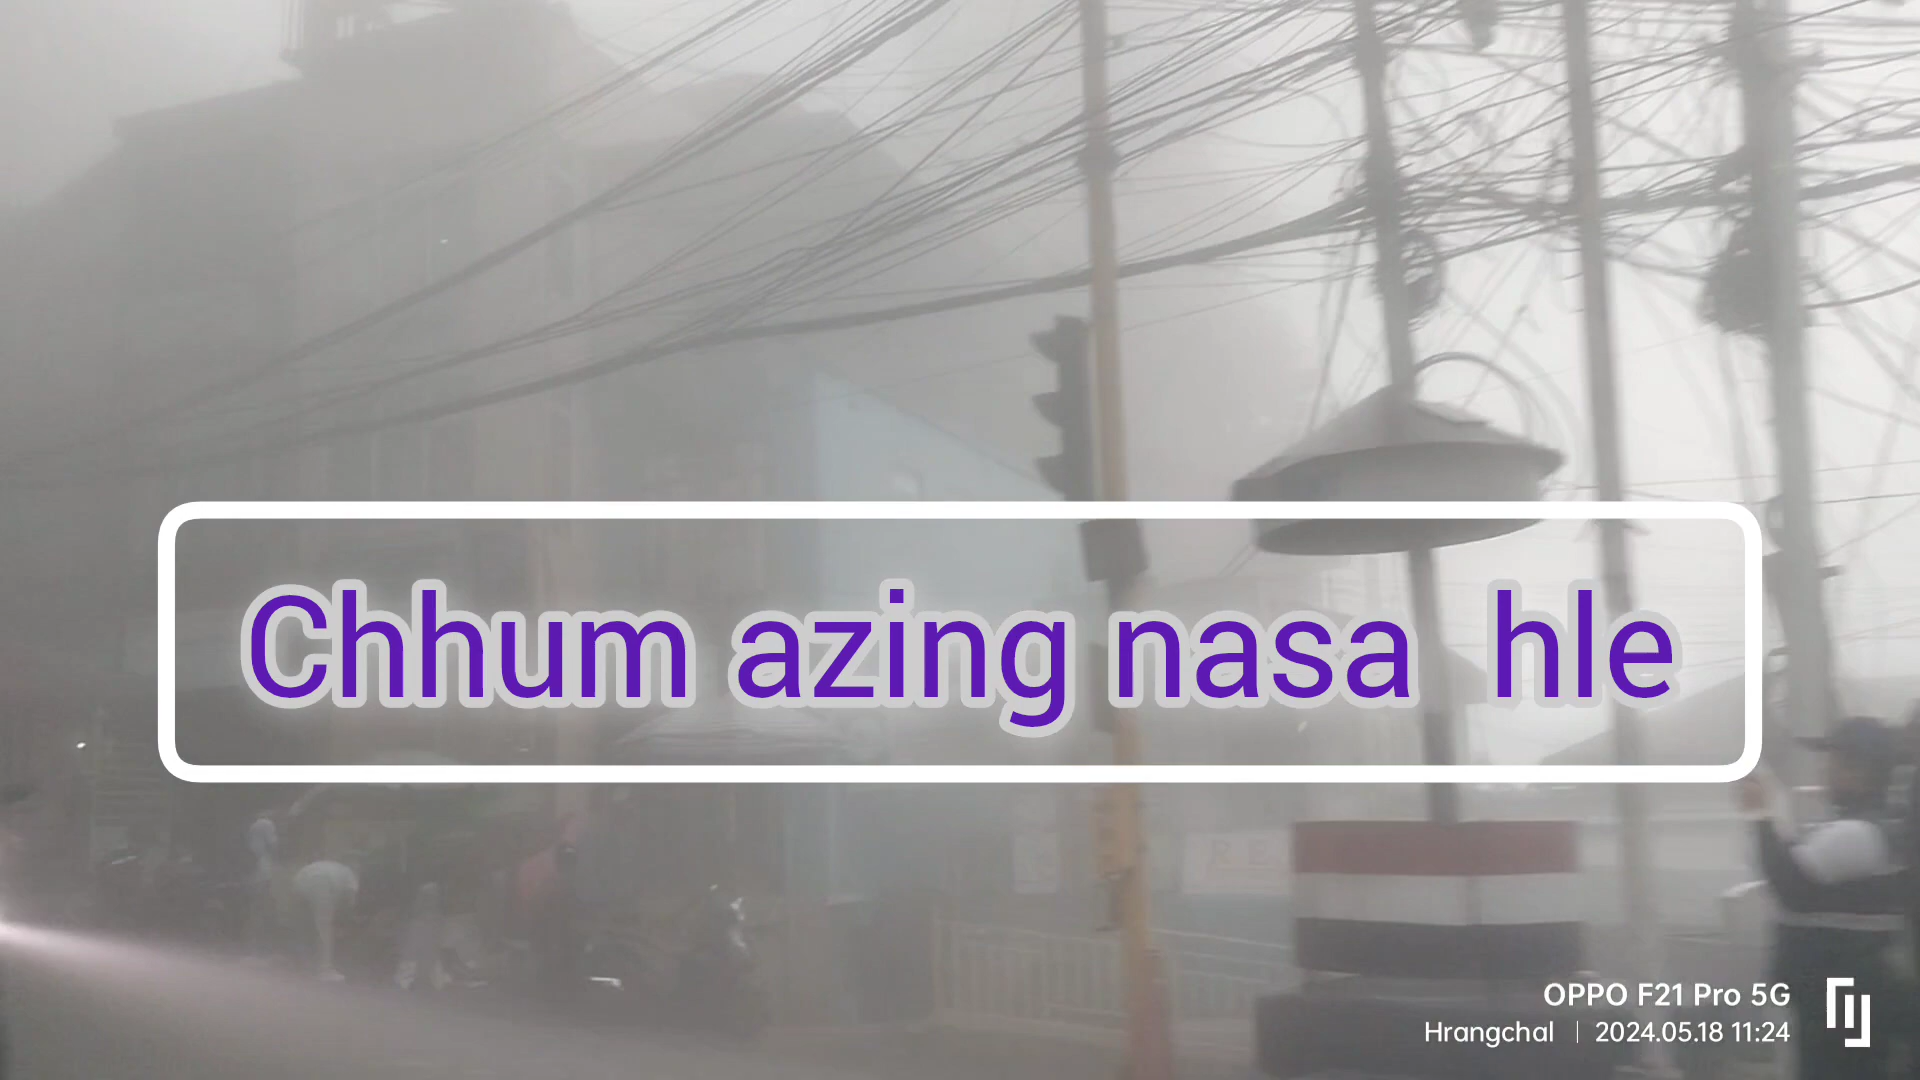 Chhum azing nasa  hle
OPPO F21 Pro 5G
Hrangchal | 2024.05.18 11:24